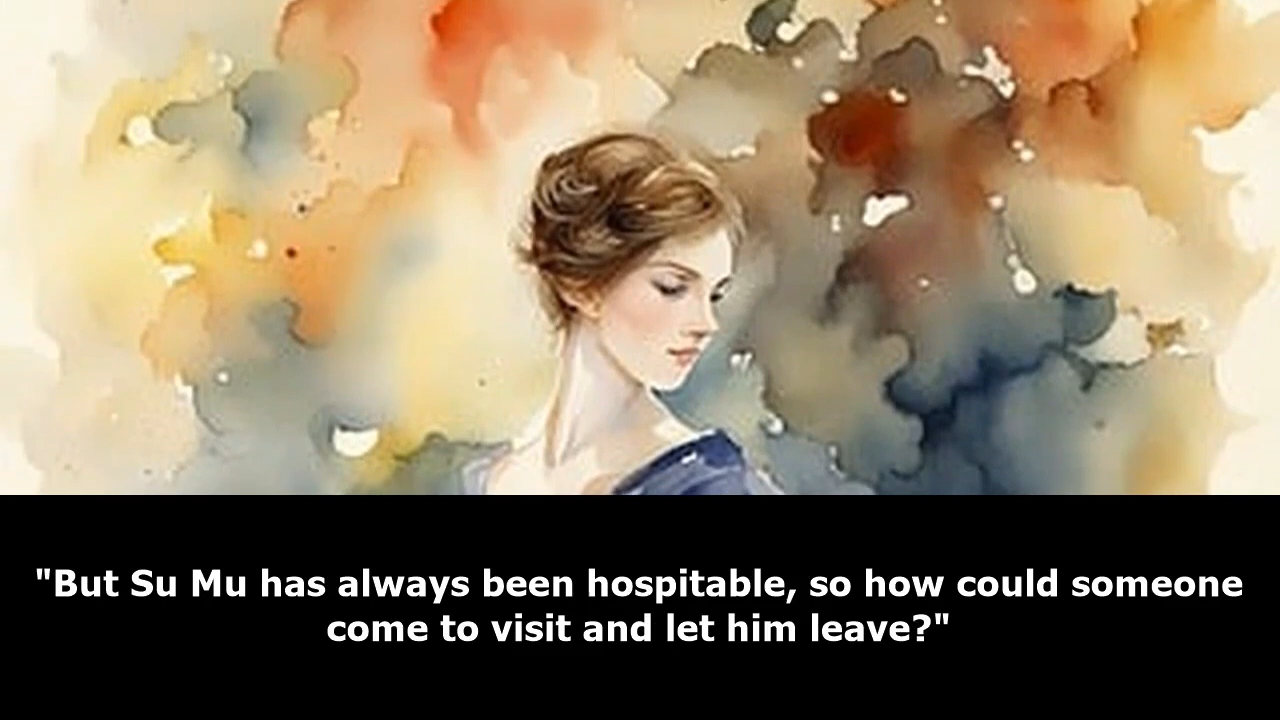 "But Su Mu has always been hospitable, so how could someone
come to visit and let him leave?"